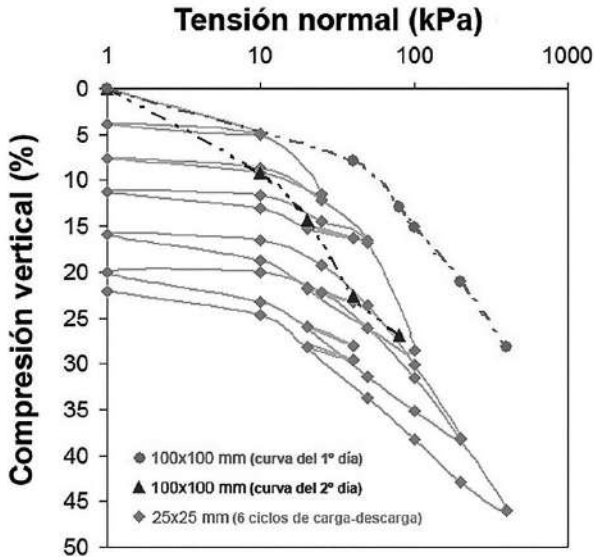 Tensión normal (kPa)
1 10 100 1000
Compresión vertical (%)
0
5
10
15
20
25
30
35
40
45
50
100x100 mm (curva del 1º día)
100x100 mm (curva del 2º día)
25x25 mm (6 ciclos de carga-descarga)